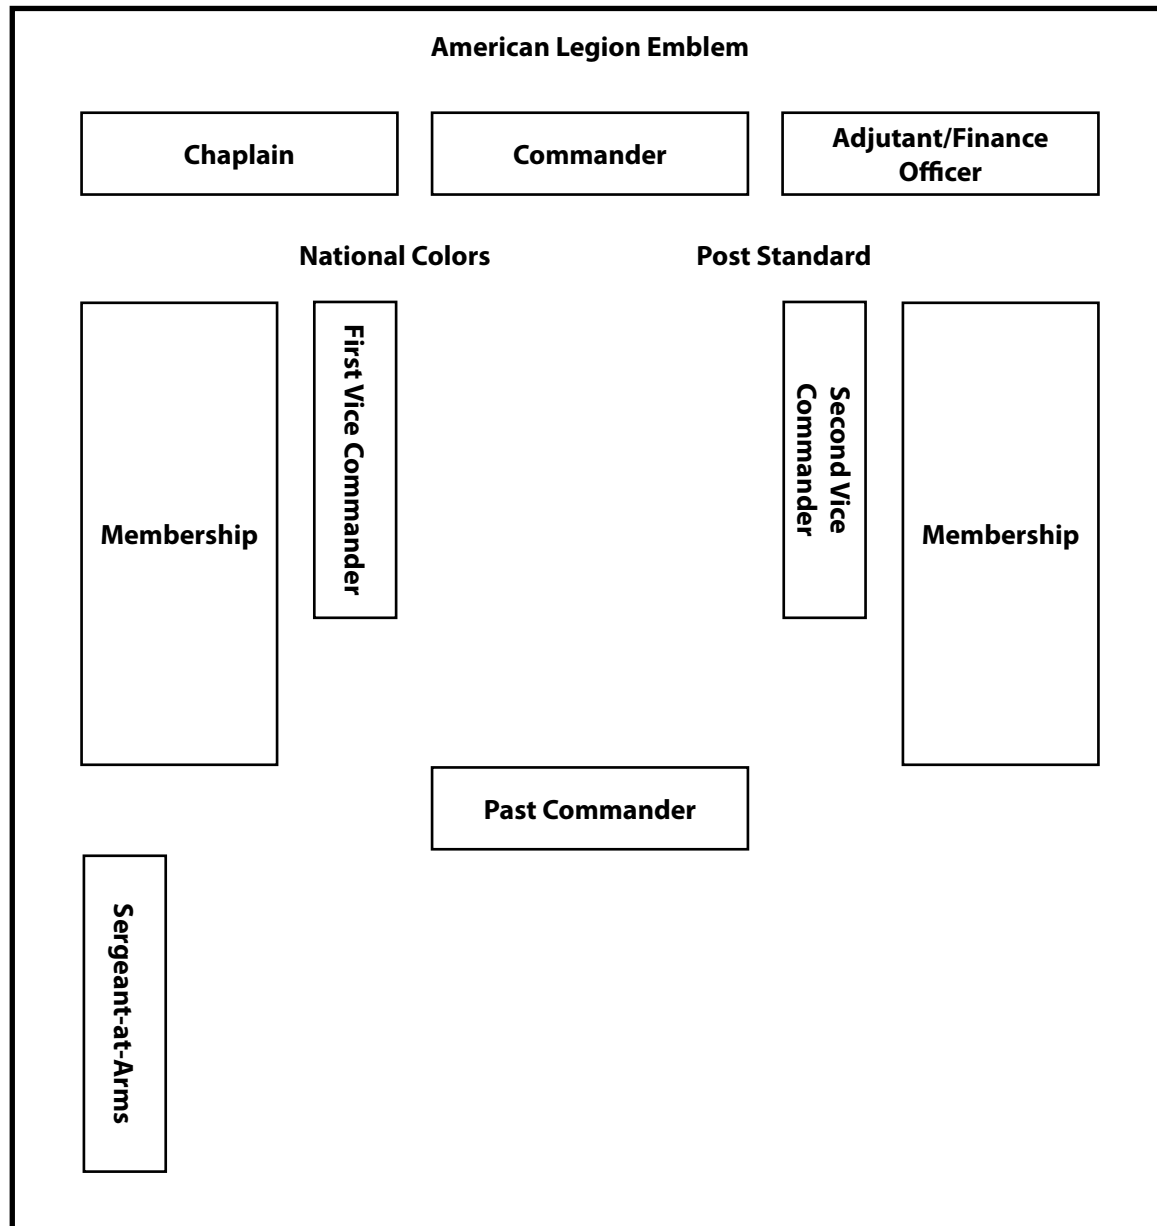 American Legion Emblem
Chaplain
Commander
Adjutant/Finance
Officer
National Colors
Post Standard
Membership
First Vice Commander
Second Vice
Commander
Membership
Past Commander
Sergeant-at-Arms